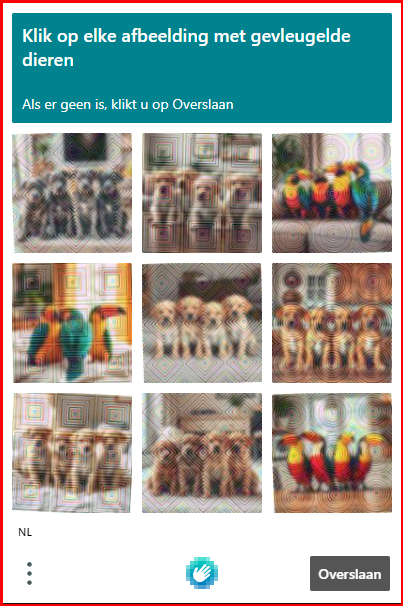 Klik op elke afbeelding met gevleugelde
dieren
Als er geen is, klikt u op Overslaan
NL
Overslaan